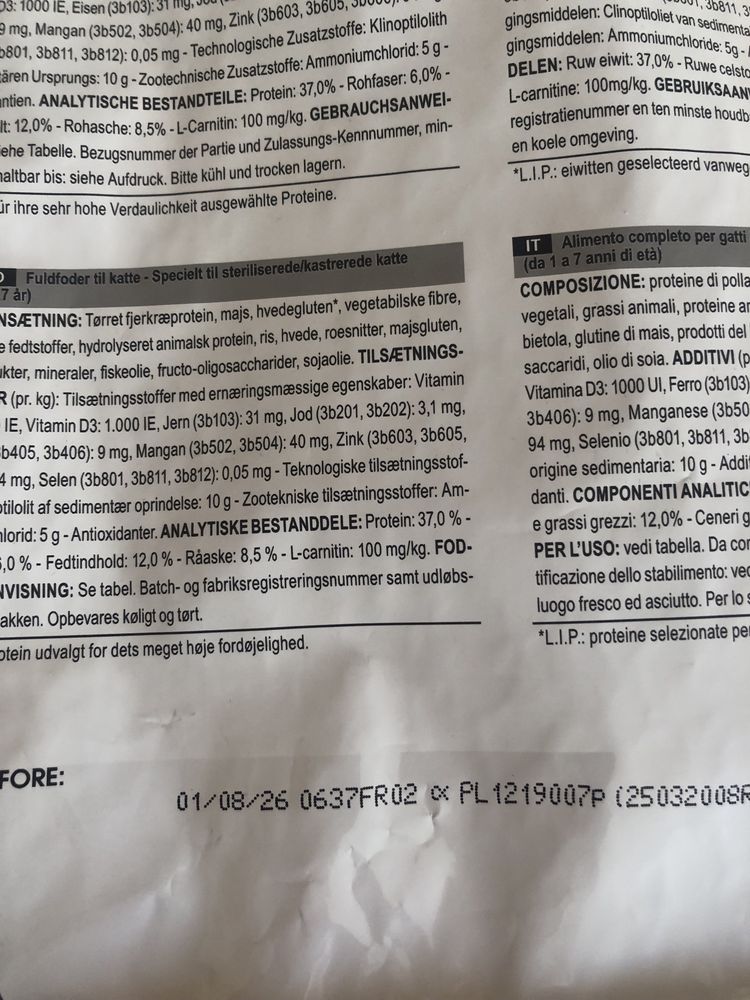 D3: 1000 IE, Eisen (3b103): 31 mg,
9 mg, Mangan (3b502, 3b504): 40 mg, Zink (3b603, 3b605,
b801, 3b811, 3b812): 0,05 mg - Technologische Zusatzstoffe: Klinoptilolith
tären Ursprungs: 10 g - Zootechnische Zusatzstoffe: Ammoniumchlorid: 5 g -
antien. ANALYTISCHE BESTANDTEILE: Protein: 37,0% - Rohfaser: 6,0% -
lt: 12,0% - Rohasche: 8,5% - L-Carnitin: 100 mg/kg. GEBRAUCHSANWEI-
iehe Tabelle. Bezugsnummer der Partie und Zulassungs-Kennnummer, min-
haltbar bis: siehe Aufdruck. Bitte kühl und trocken lagern.
ür ihre sehr hohe Verdaulichkeit ausgewählte Proteine.
Fuldfoder til katte - Specielt til steriliserede/kastrerede katte
7 år)
NSÆTNING: Tørret fjerkræprotein, majs, hvedegluten*, vegetabilske fibre,
e fedtstoffer, hydrolyseret animalsk protein, ris, hvede, roesnitter, majsgluten,
ukter, mineraler, fiskeolie, fructo-oligosaccharider, sojaolie. TILSÆTNINGS-
R (pr. kg): Tilsætningsstoffer med ernæringsmæssige egenskaber: Vitamin
IE, Vitamin D3: 1.000 IE, Jern (3b103): 31 mg, Jod (3b201, 3b202): 3,1 mg,
3b405, 3b406): 9 mg, Mangan (3b502, 3b504): 40 mg, Zink (3b603, 3b605,
4 mg, Selen (3b801, 3b811, 3b812): 0,05 mg - Teknologiske tilsætningsstof-
ptilolit af sedimentær oprindelse: 10 g - Zootekniske tilsætningsstoffer: Am-
hlorid: 5 g - Antioxidanter. ANALYTISKE BESTANDDELE: Protein: 37,0 % -
6,0 % - Fedtindhold: 12,0 % - Råaske: 8,5 % - L-carnitin: 100 mg/kg. FOD-
NVISNING: Se tabel. Batch- og fabriksregistreringsnummer samt udløbs-
akken. Opbevares køligt og tørt.
otein udvalgt for dets meget høje fordøjelighed.
gingsmiddelen: Clinoptiloliet van sedimenta
gingsmiddelen: Ammoniumchloride: 5g -
DELEN: Ruw eiwit: 37,0% - Ruwe celsto
L-carnitine: 100mg/kg. GEBRUIKSAAN
registratienummer en ten minste houdb
en koele omgeving.
*L.I.P.: eiwitten geselecteerd vanweg
IT Alimento completo per gatti
(da 1 a 7 anni di età)
COMPOSIZIONE: proteine di polla
vegetali, grassi animali, proteine an
bietola, glutine di mais, prodotti del
saccaridi, olio di soia. ADDITIVI (p
Vitamina D3: 1000 UI, Ferro (3b103)
3b406): 9 mg, Manganese (3b50
94 mg, Selenio (3b801, 3b811, 3b
origine sedimentaria: 10 g - Addit
danti. COMPONENTI ANALITIC
e grassi grezzi: 12,0% - Ceneri g
PER L'USO: vedi tabella. Da con
tificazione dello stabilimento: ved
luogo fresco ed asciutto. Per lo s
*L.I.P.: proteine selezionate pe
FORE:
01/08/26 0637FR02 ∝ PL1219007p (25032008R